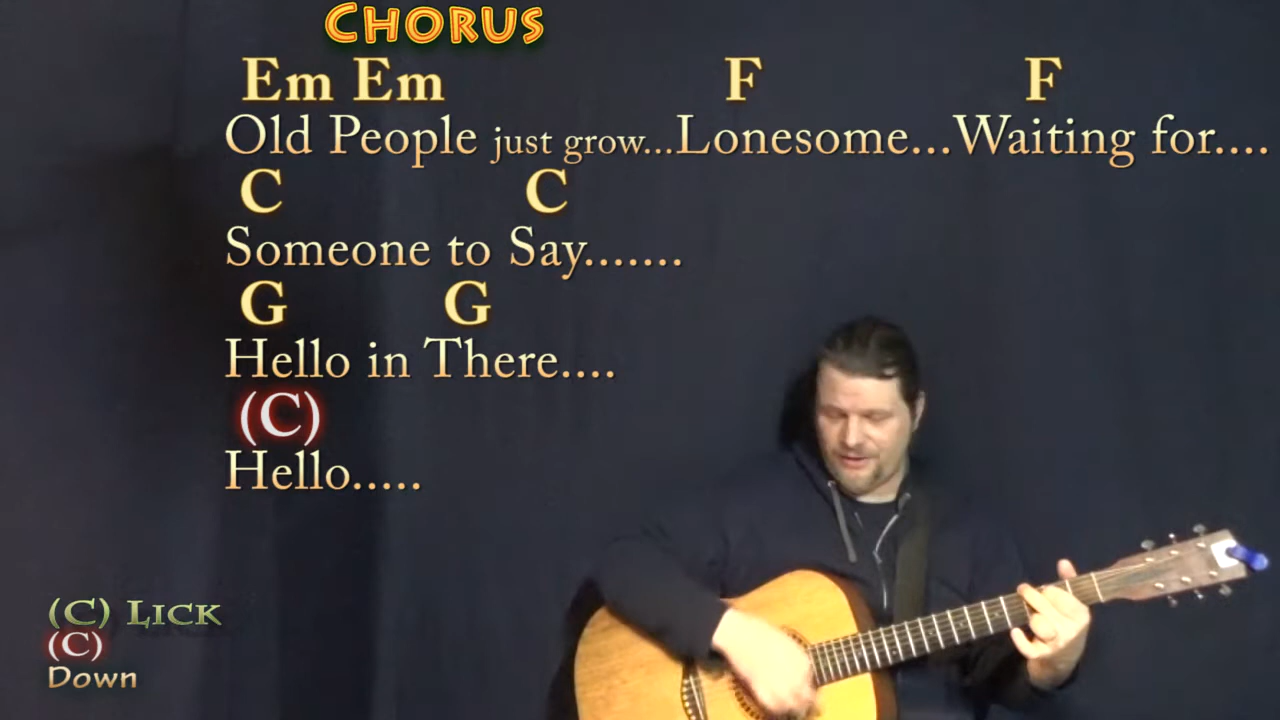 CHORUS
Em Em F F
Old People just grow...Lonesome...Waiting for....
C C
Someone to Say.......
G G
Hello in There....
(C)
Hello.....
(C) LICK
(C)
Down